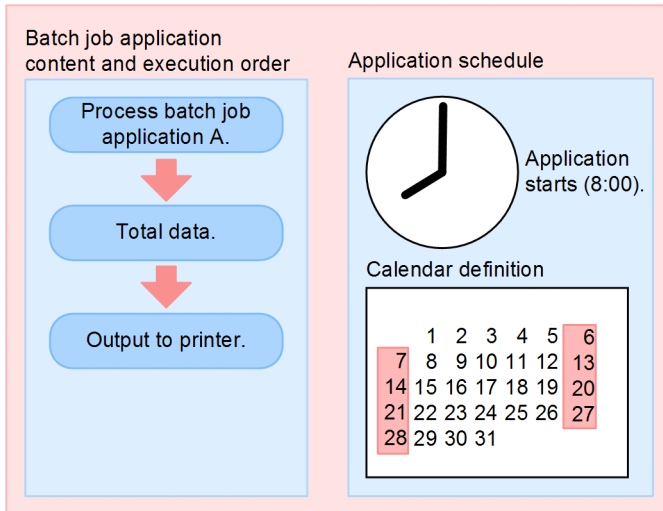 Batch job application
content and execution order
Process batch job
application A.
Total data.
Output to printer.
Application schedule
Application
starts (8:00).
Calendar definition
1 2 3 4 5 6
7 8 9 10 11 12 13
14 15 16 17 18 19 20
21 22 23 24 25 26 27
28 29 30 31